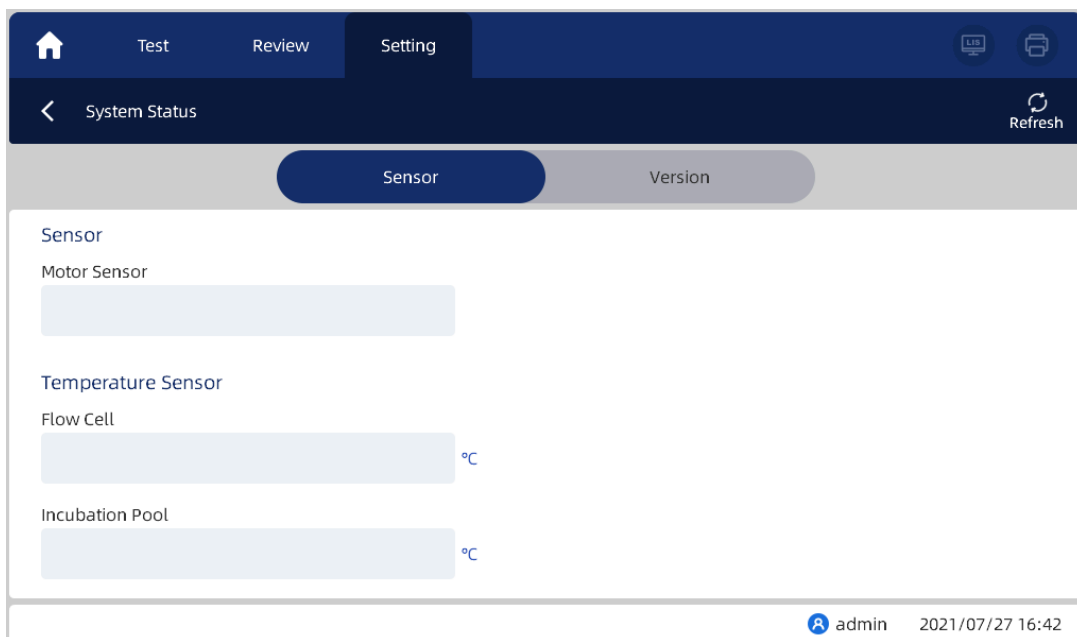 Test Review Setting LIS
System Status
Refresh
Sensor Version
Sensor
Motor Sensor
Temperature Sensor
Flow Cell
°C
Incubation Pool
°C
admin 2021/07/27 16:42